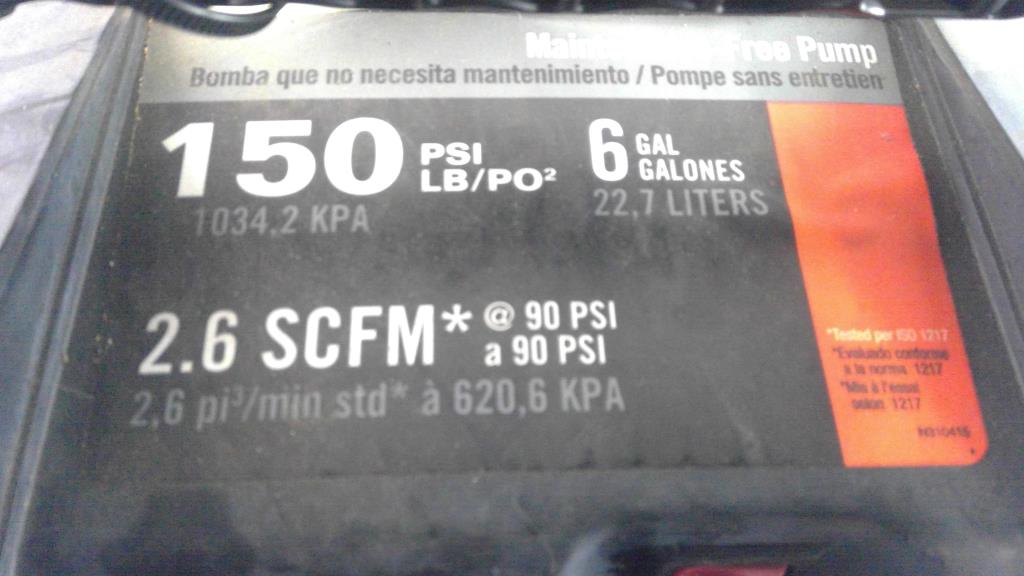 Free Pump
Bomba que no necesita mantenimiento / Pompe sans entretien
150 PSI
LB/PO²
1034,2 KPA
6 GAL
GALONES
22,7 LITERS
2.6 SCFM* @ 90 PSI
a 90 PSI
2,6 pi³/min std* à 620,6 KPA
*Tested per ISO 1217
*Evaluado conforme
a la norma 1217
*Mis à l'essai
selon 1217
N310415